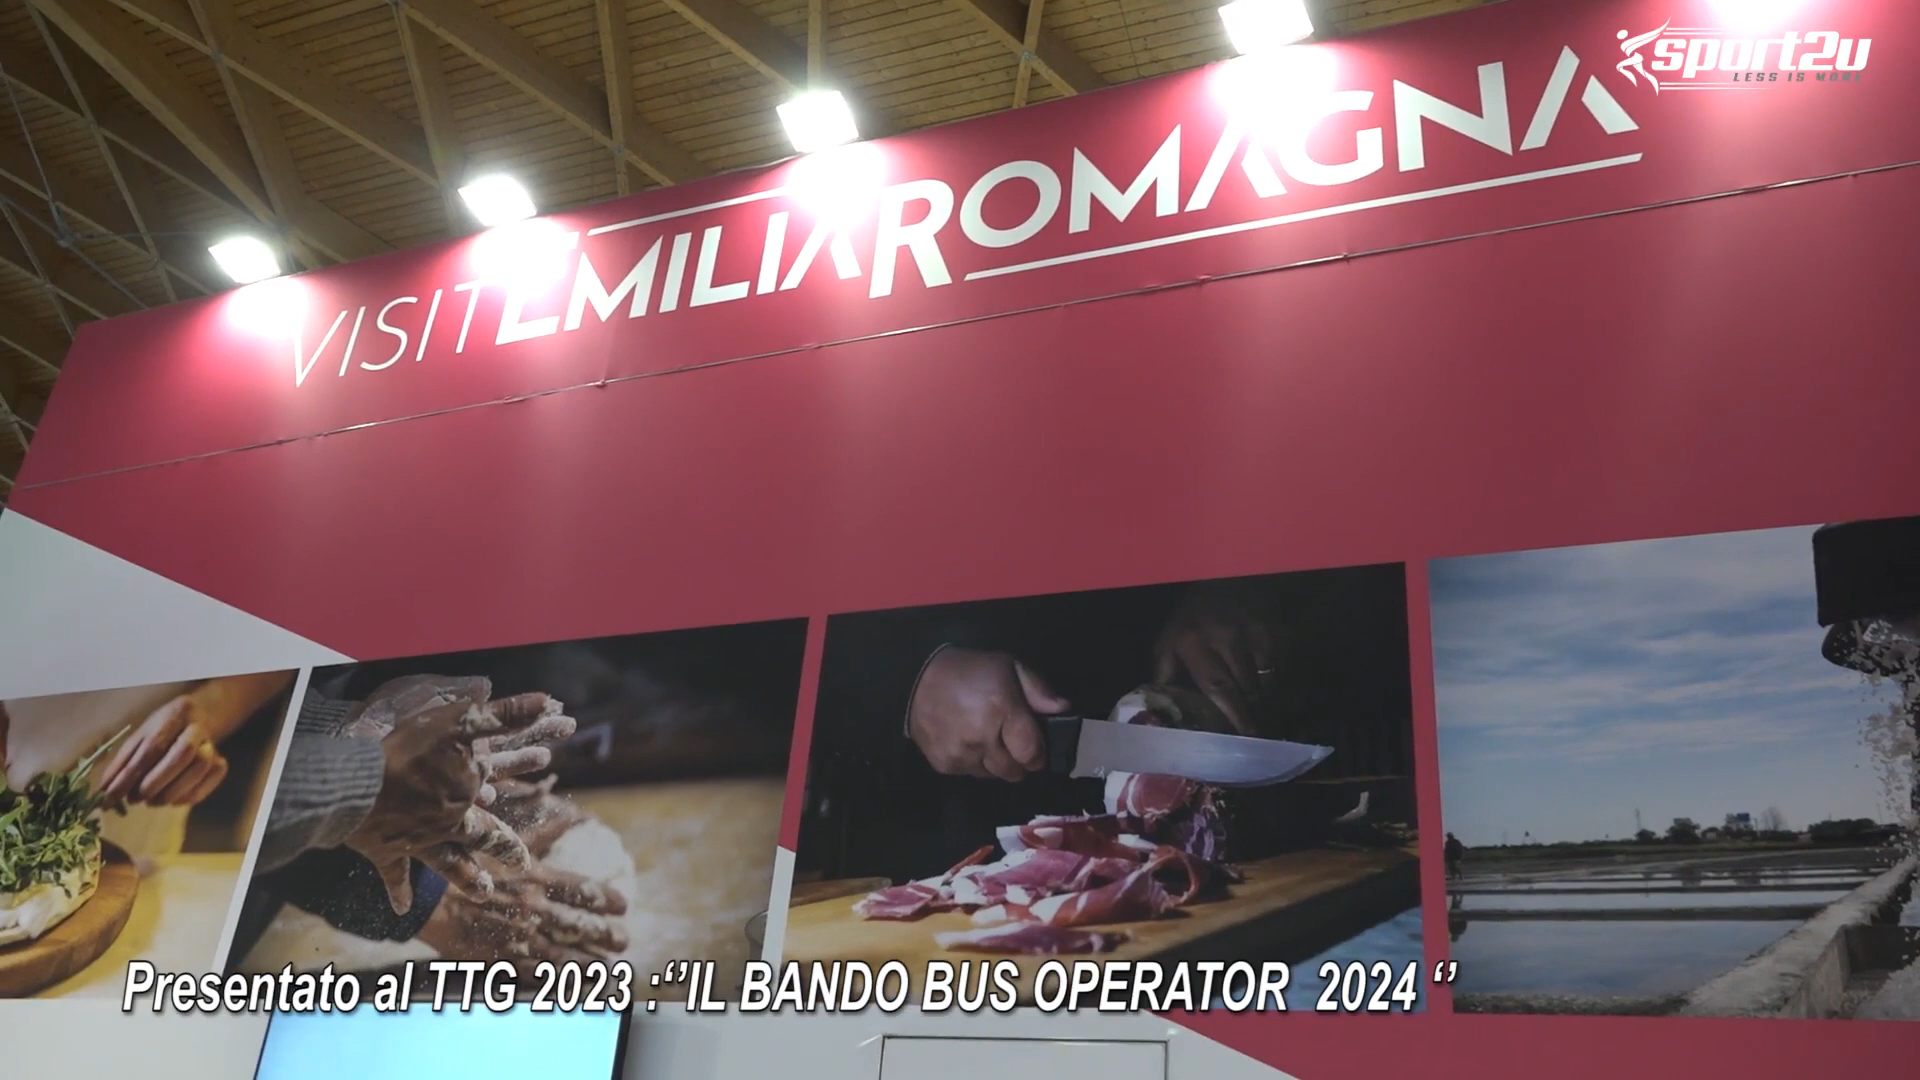 sport2u
LESS IS MORE
VISITEMILIAROMAGNA
Presentato al TTG 2023 :‘’IL BANDO BUS OPERATOR 2024 ‘’